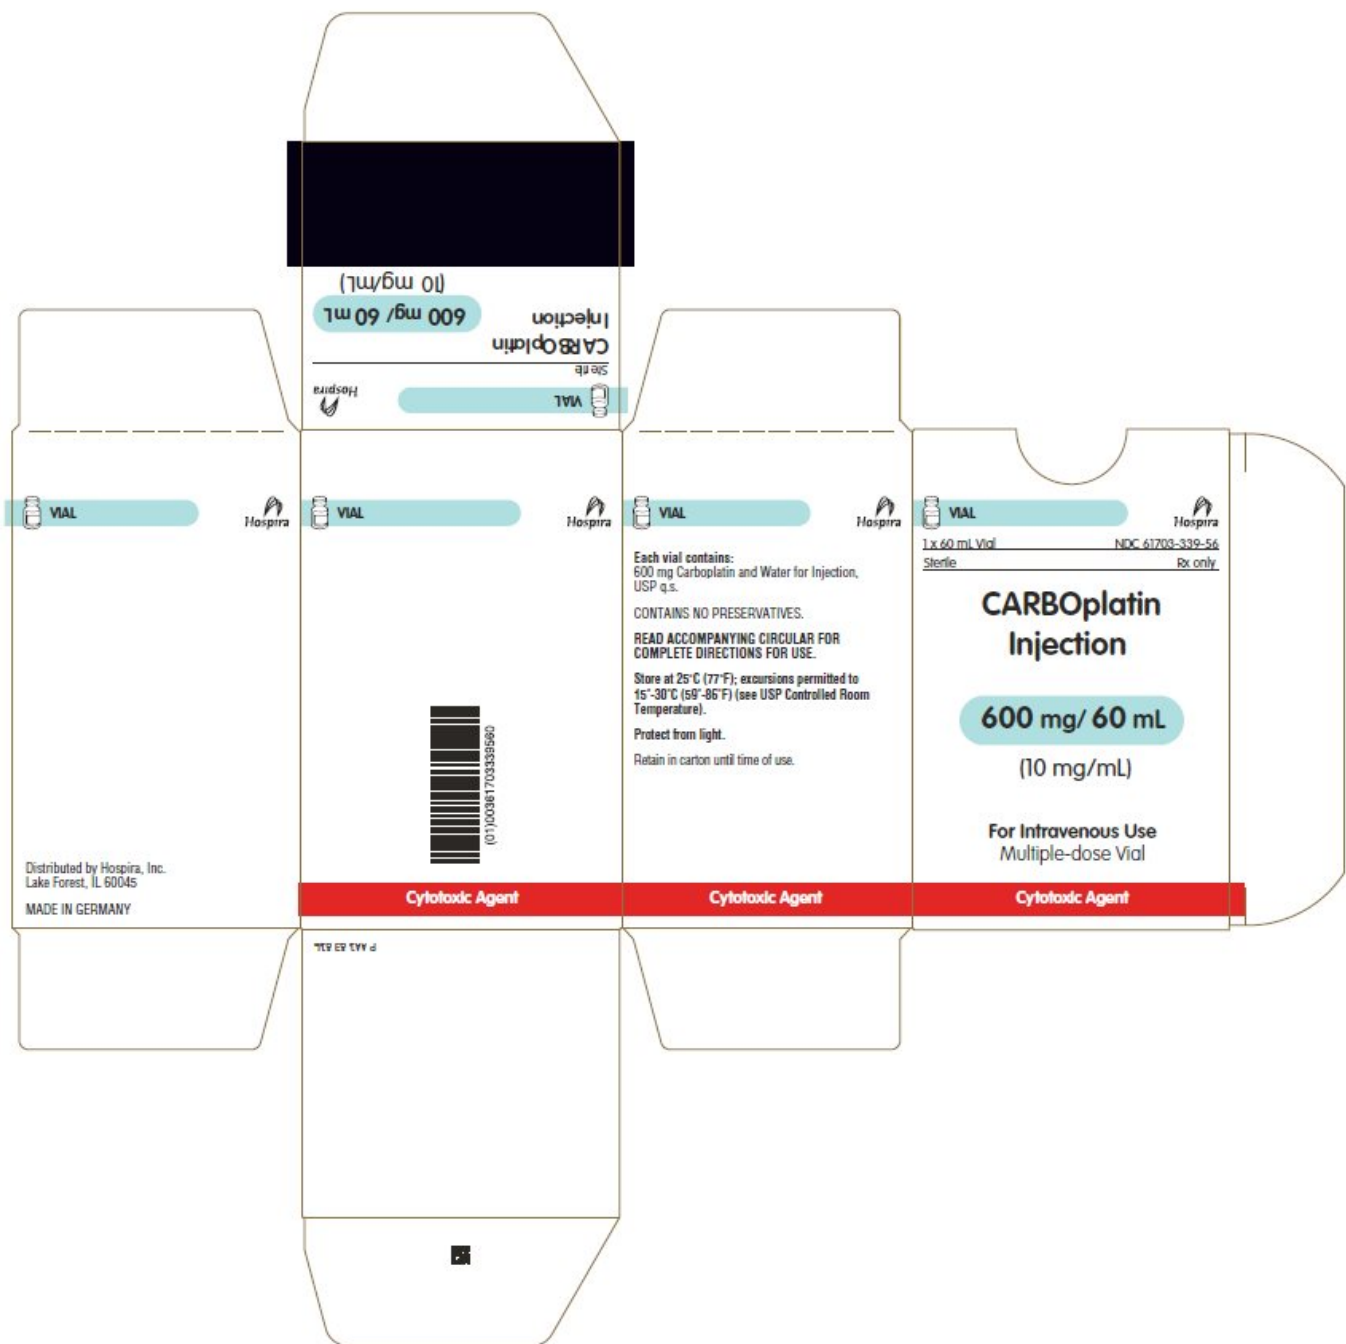 (10 mg/mL)
600 mg/ 60 mL
CARBOplatin
Injection
Sterile
Hospira
VIAL
VIAL
Hospira
Distributed by Hospira, Inc.
Lake Forest, IL 60045
MADE IN GERMANY
VIAL
Hospira
(01)00361703339560
Cytotoxic Agent
VIAL
Hospira
Each vial contains:
600 mg Carboplatin and Water for Injection,
USP q.s.
CONTAINS NO PRESERVATIVES.
READ ACCOMPANYING CIRCULAR FOR
COMPLETE DIRECTIONS FOR USE.
Store at 25°C (77°F); excursions permitted to
15°-30°C (59°-86°F) (see USP Controlled Room
Temperature).
Protect from light.
Retain in carton until time of use.
Cytotoxic Agent
VIAL
Hospira
1 x 60 mL Vial NDC 61703-339-56
Sterile Rx only
CARBOplatin
Injection
600 mg/ 60 mL
(10 mg/mL)
For Intravenous Use
Multiple-dose Vial
Cytotoxic Agent